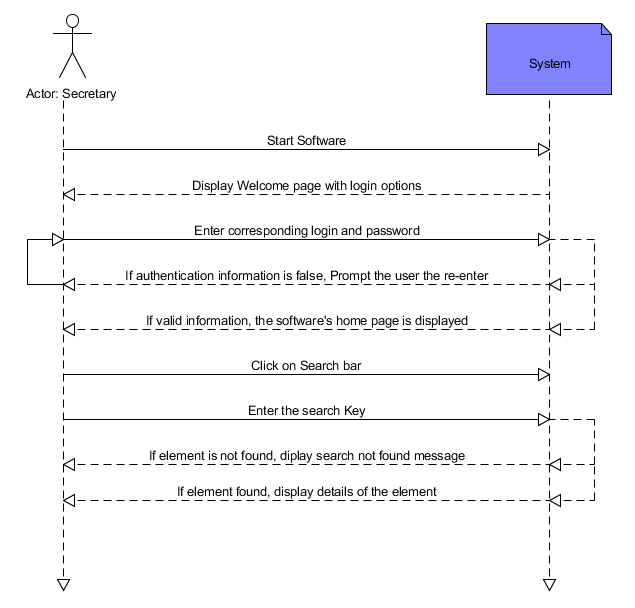 System
Actor: Secretary
Start Software
Display Welcome page with login options
Enter corresponding login and password
If authentication information is false, Prompt the user the re-enter
If valid information, the software's home page is displayed
Click on Search bar
Enter the search Key
If element is not found, diplay search not found message
If element found, display details of the element